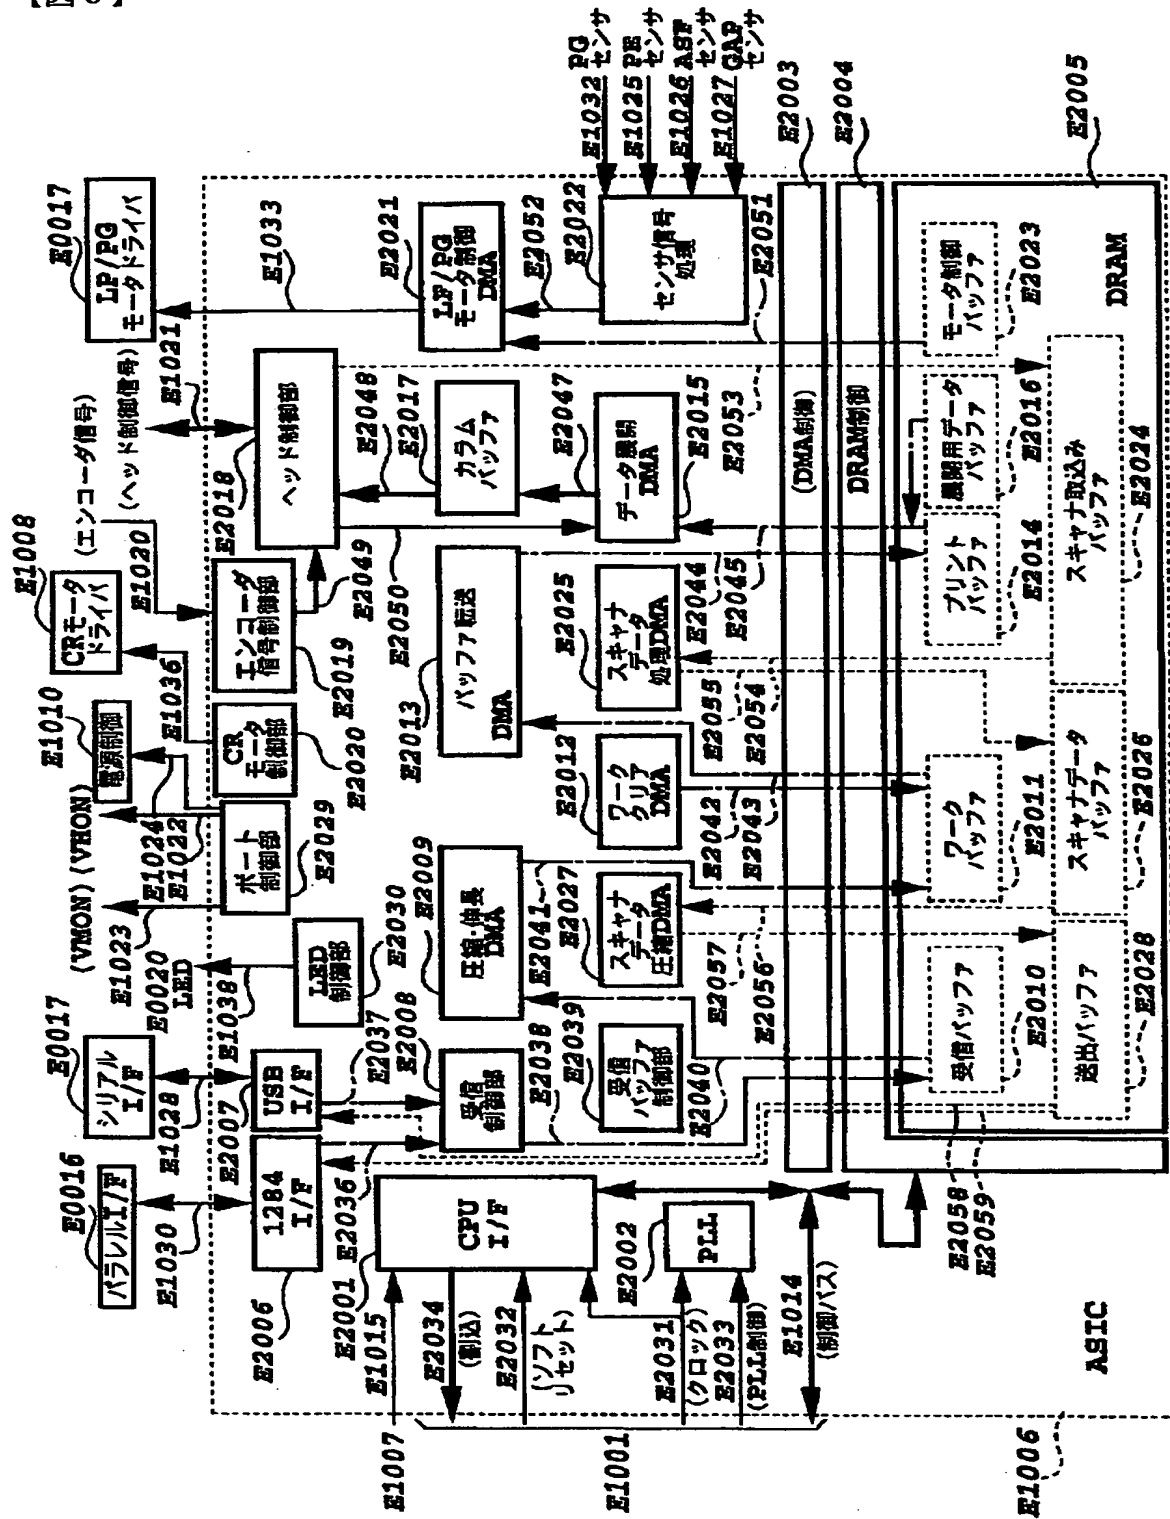 【図
E0016
パラレルI/F
E1030
E0017
シリアル
I/F
E1028
E2007
(VMON)
(VHON)
E1023
E0020
LED
E1038
E1024
E1022
E1010
電源制御
E1036
E1008
CRモータ
ドライバ
E1020
(エンコーダ信号)
(ヘッド制御信号)
E1021
E0017
LP/PG
モータドライバ
E1033
E2006
1284
I/F
USB
I/F
E2037
LED
制御部
E2030
ポート
制御部
E2029
CR
モータ
制御部
E2020
エンコーダ
信号制御部
E2019
E2018
ヘッド制御部
E2049
E2050
E2048
E2017
カラム
バッファ
E2047
E2021
LF/PG
モータ制御
DMA
E2052
E2022
センサ信号
処理
E2051
E1032
PG
センサ
E1025
PE
センサ
E1026
ASF
センサ
E1027
GAP
センサ
E1007
E1015
E2001
E2036
CPU
I/F
E2034
(割込)
E2032
(ソフト
リセット)
E1001
E2031
(クロック)
E2033
(PLL制御)
E2002
PLL
E1014
(制御バス)
E2008
受信
制御部
E2038
E2039
受信
バッファ
制御部
E2040
E2009
圧縮・伸長
DMA
E2041
E2027
スキャナ
データ
圧縮DMA
E2057
E2056
E2012
ワーク
クリア
DMA
E2042
E2043
E2013
バッファ転送
DMA
E2025
スキャナ
データ
処理DMA
E2055
E2054
E2044
E2045
データ展開
DMA
E2015
E2053
E2003
(DMA制御)
E2004
DRAM制御
E2005
DRAM
受信バッファ
E2010
ワーク
バッファ
E2011
プリント
バッファ
E2014
展開用データ
バッファ
E2016
モータ制御
バッファ
E2023
送出バッファ
E2028
スキャナデータ
バッファ
E2026
スキャナ取込み
バッファ
E2024
E2058
E2059
ASIC
E1006